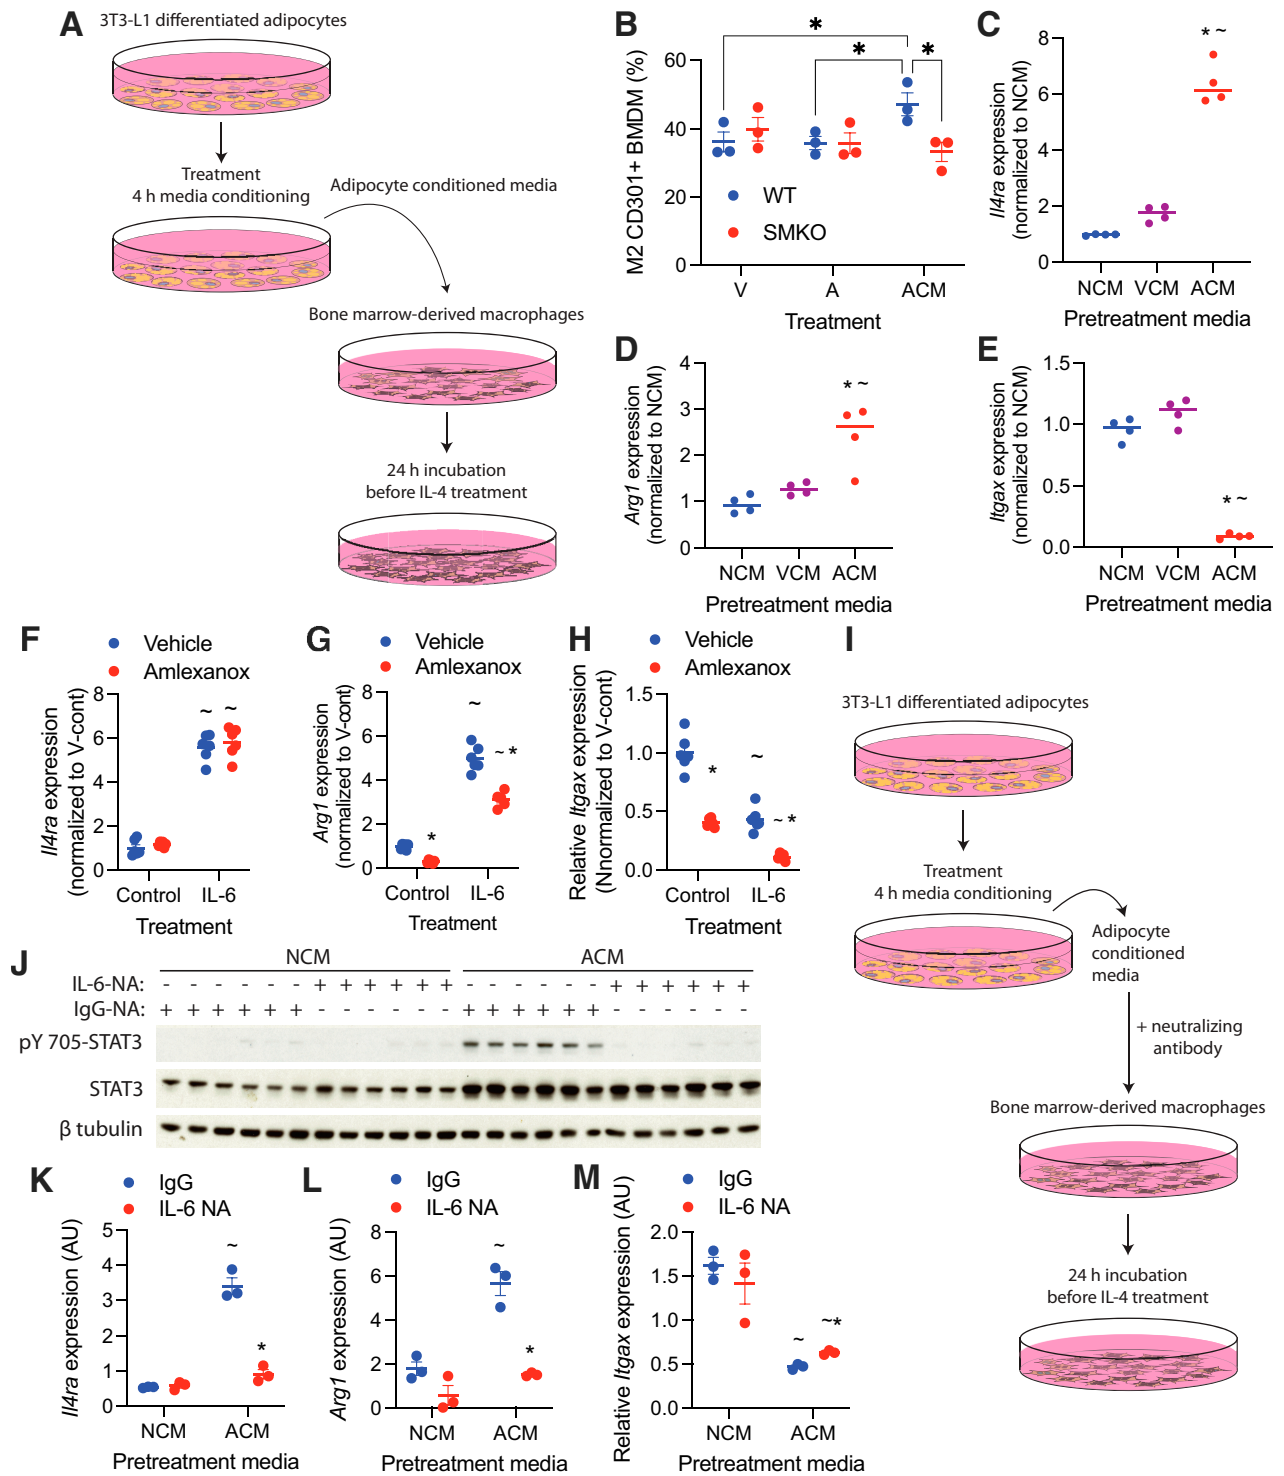 A
3T3-L1 differentiated adipocytes
Treatment
4 h media conditioning
Adipocyte conditioned media
Bone marrow-derived macrophages
24 h incubation
before IL-4 treatment
B
M2 CD301+ BMDM (%)
60
40
20
0
*
*
*
WT
SMKO
V
A
ACM
Treatment
C
Il4ra expression
(normalized to NCM)
8
6
4
2
0
* ~
NCM
VCM
ACM
Pretreatment media
D
Arg1 expression
(normalized to NCM)
4
3
2
1
0
* ~
NCM
VCM
ACM
Pretreatment media
E
Itgax expression
(normalized to NCM)
1.5
1.0
0.5
0.0
* ~
NCM
VCM
ACM
Pretreatment media
F
Vehicle
Amlexanox
Il4ra expression
(normalized to V-cont)
8
6
4
2
0
~
~
Control
IL-6
Treatment
G
Vehicle
Amlexanox
Arg1 expression
(normalized to V-cont)
8
6
4
2
0
*
~
~ *
Control
IL-6
Treatment
H
Vehicle
Amlexanox
Relative Itgax expression
(Nnormalized to V-cont)
1.5
1.0
0.5
0.0
*
~
~ *
Control
IL-6
Treatment
I
3T3-L1 differentiated adipocytes
Treatment
4 h media conditioning
Adipocyte
conditioned
media
+ neutralizing
antibody
Bone marrow-derived macrophages
24 h incubation
before IL-4 treatment
J
NCM
ACM
IL-6-NA: - - - - - - + + + + + + - - - - - - + + + + + +
IgG-NA: + + + + + + - - - - - - + + + + + + - - - - - -
pY 705-STAT3
STAT3
β tubulin
K
IgG
IL-6 NA
Il4ra expression (AU)
5
4
3
2
1
0
~
*
NCM
ACM
Pretreatment media
L
IgG
IL-6 NA
Arg1 expression (AU)
8
6
4
2
0
~
*
NCM
ACM
Pretreatment media
M
IgG
IL-6 NA
Relative Itgax expression (AU)
2.0
1.5
1.0
0.5
0.0
~
~*
NCM
ACM
Pretreatment media